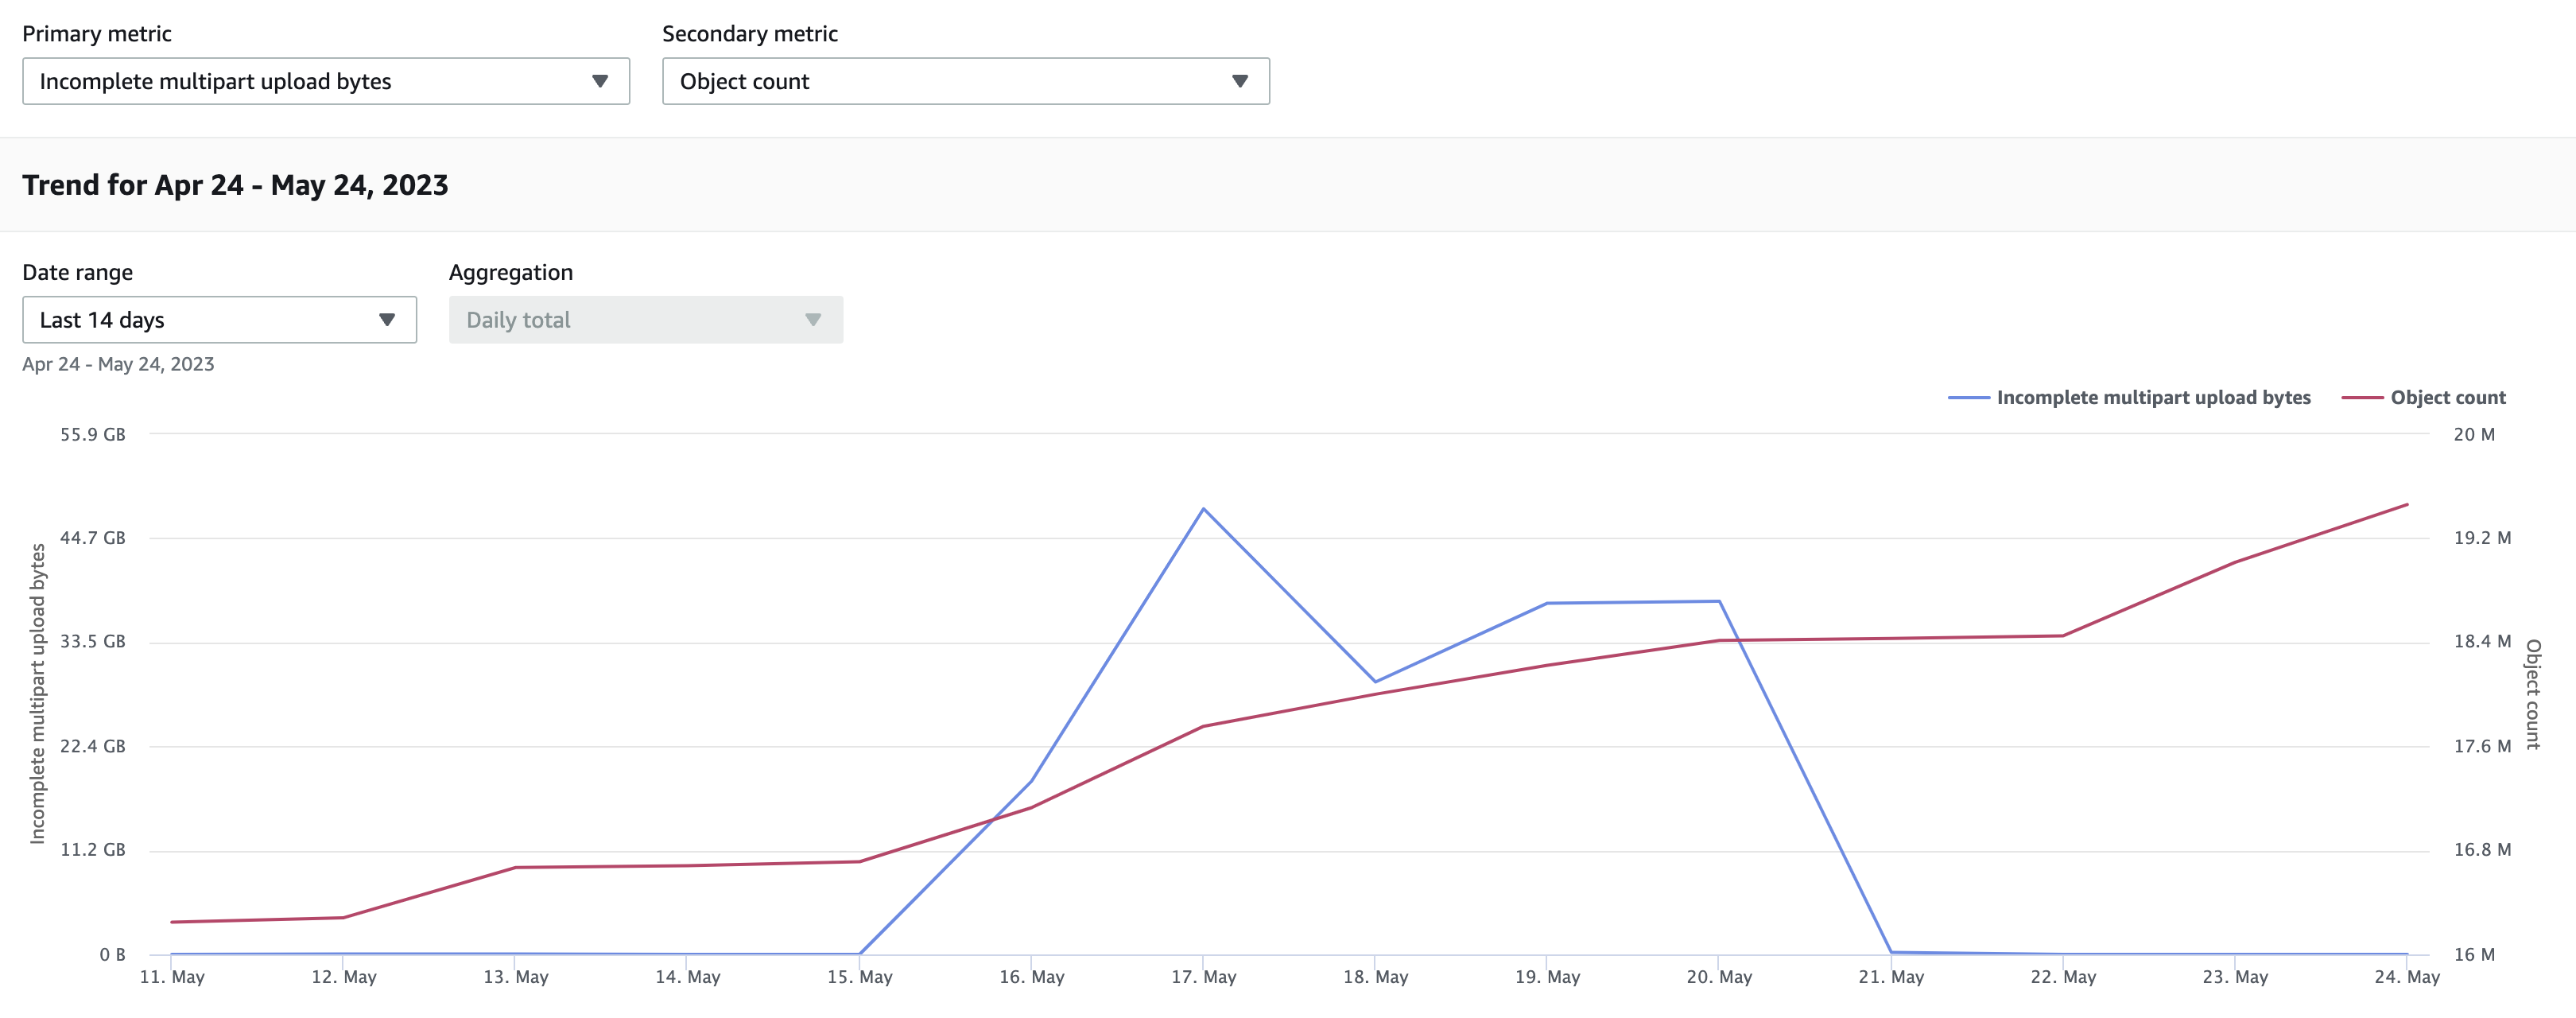 Primary metric
Secondary metric
Incomplete multipart upload bytes
Object count
Trend for Apr 24 - May 24, 2023
Date range
Aggregation
Last 14 days
Daily total
Apr 24 - May 24, 2023
Incomplete multipart upload bytes
Object count
55.9 GB
44.7 GB
33.5 GB
22.4 GB
11.2 GB
0 B
Incomplete multipart upload bytes
20 M
19.2 M
18.4 M
17.6 M
16.8 M
16 M
Object count
11. May
12. May
13. May
14. May
15. May
16. May
17. May
18. May
19. May
20. May
21. May
22. May
23. May
24. May